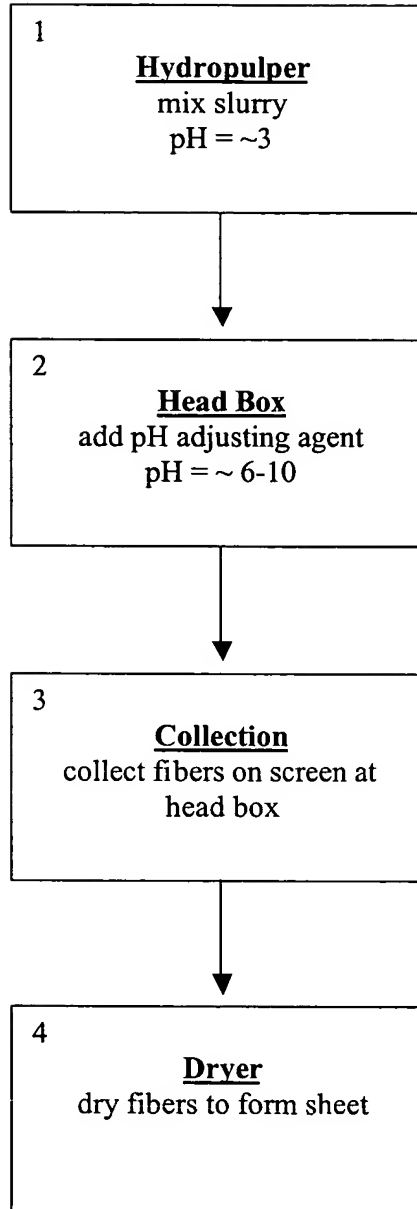 1
Hydropulper
mix slurry
pH = ~3
2
Head Box
add pH adjusting agent
pH = ~ 6-10
3
Collection
collect fibers on screen at
head box
4
Dryer
dry fibers to form sheet